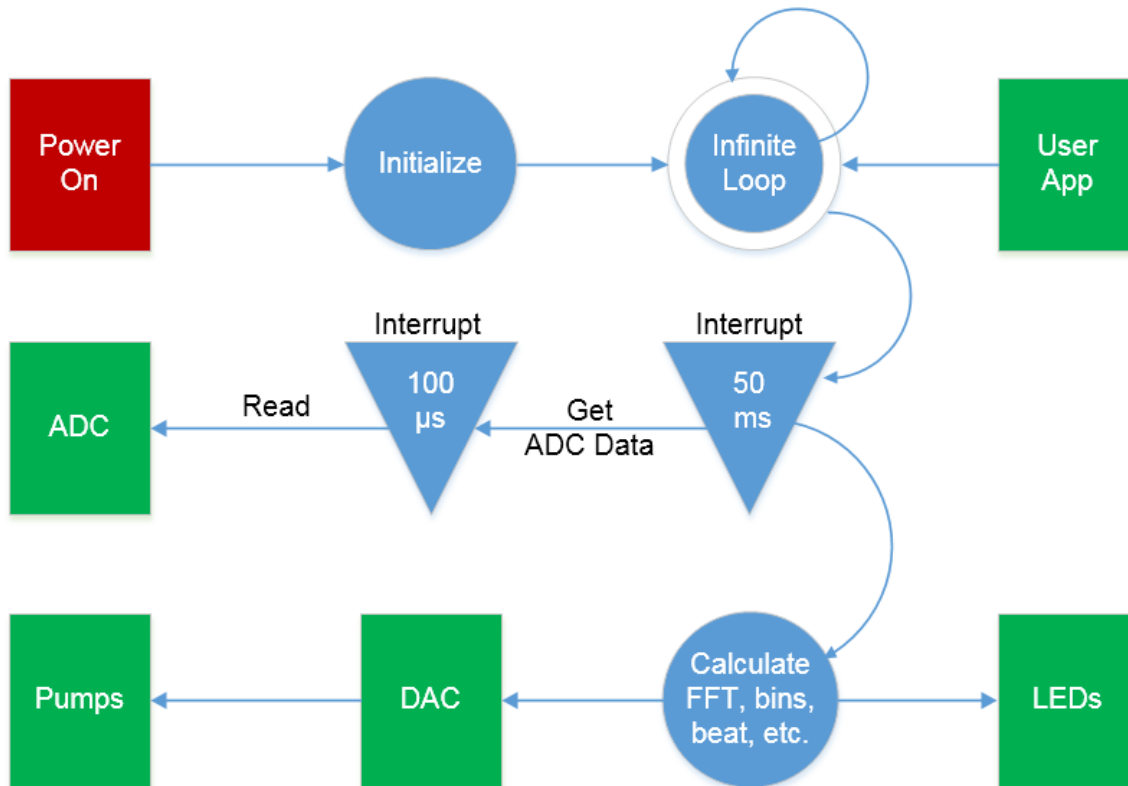 Power
On
Initialize
Infinite
Loop
User
App
Interrupt
Interrupt
ADC
Read
100
µs
Get
ADC Data
50
ms
Pumps
DAC
Calculate
FFT, bins,
beat, etc.
LEDs